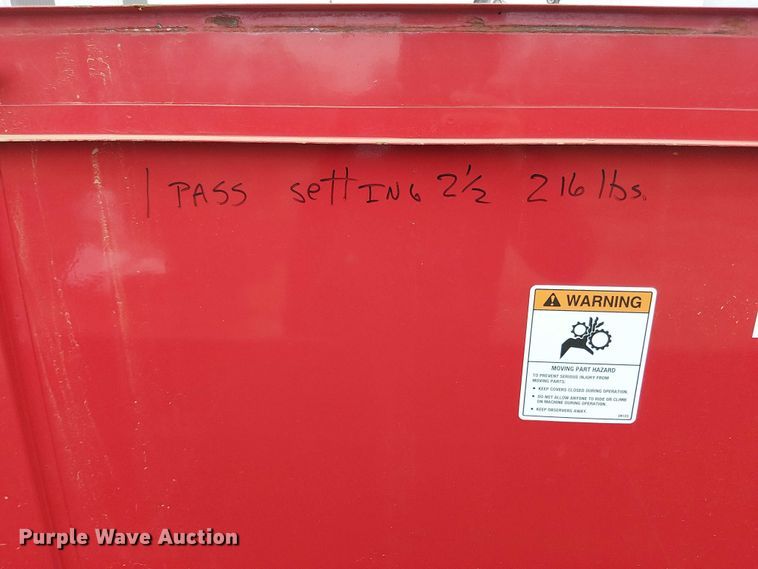 1 PASS settING 2 1/2 216 lbs.
WARNING
MOVING PART HAZARD
TO PREVENT SERIOUS INJURY FROM
MOVING PARTS:
• KEEP COVERS CLOSED DURING OPERATION.
• DO NOT ALLOW ANYONE TO RIDE OR CLIMB
ON MACHINE DURING OPERATION.
• KEEP OBSERVERS AWAY.
Purple Wave Auction®